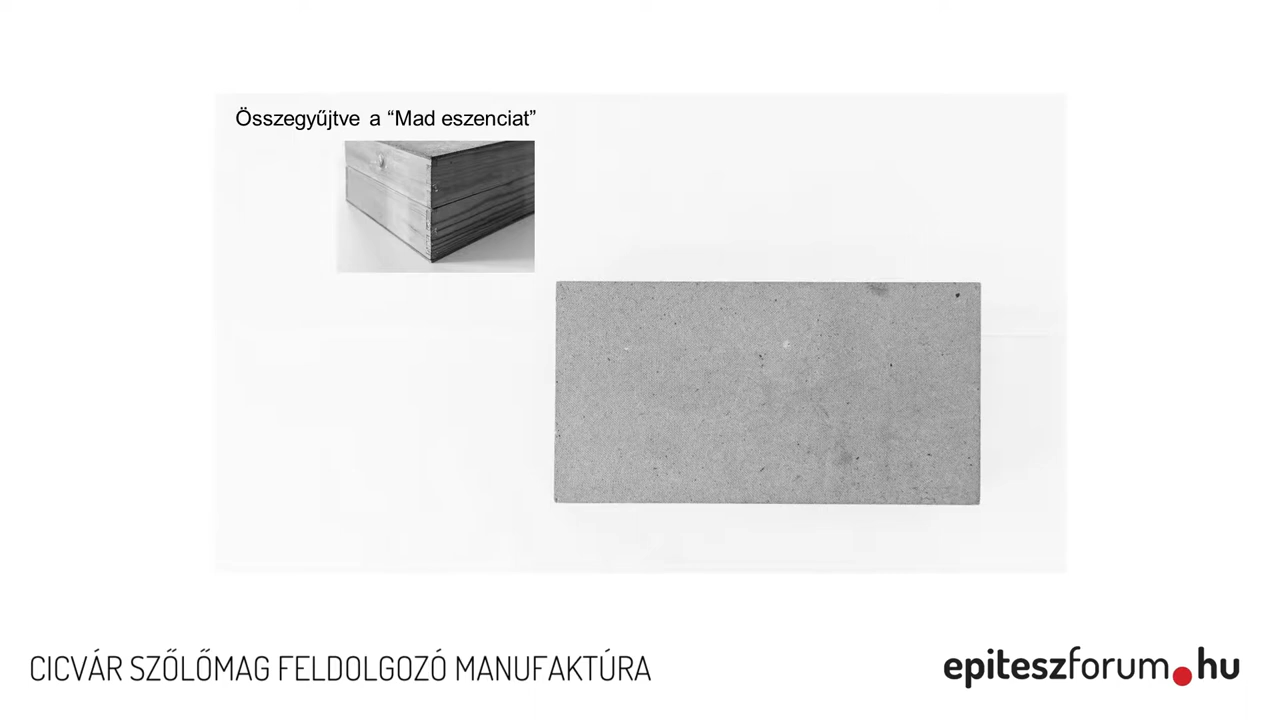 Összegyűjtve a “Mad eszenciat”
CICVÁR SZŐLŐMAG FELDOLGOZÓ MANUFAKTÚRA
epiteszforum.hu